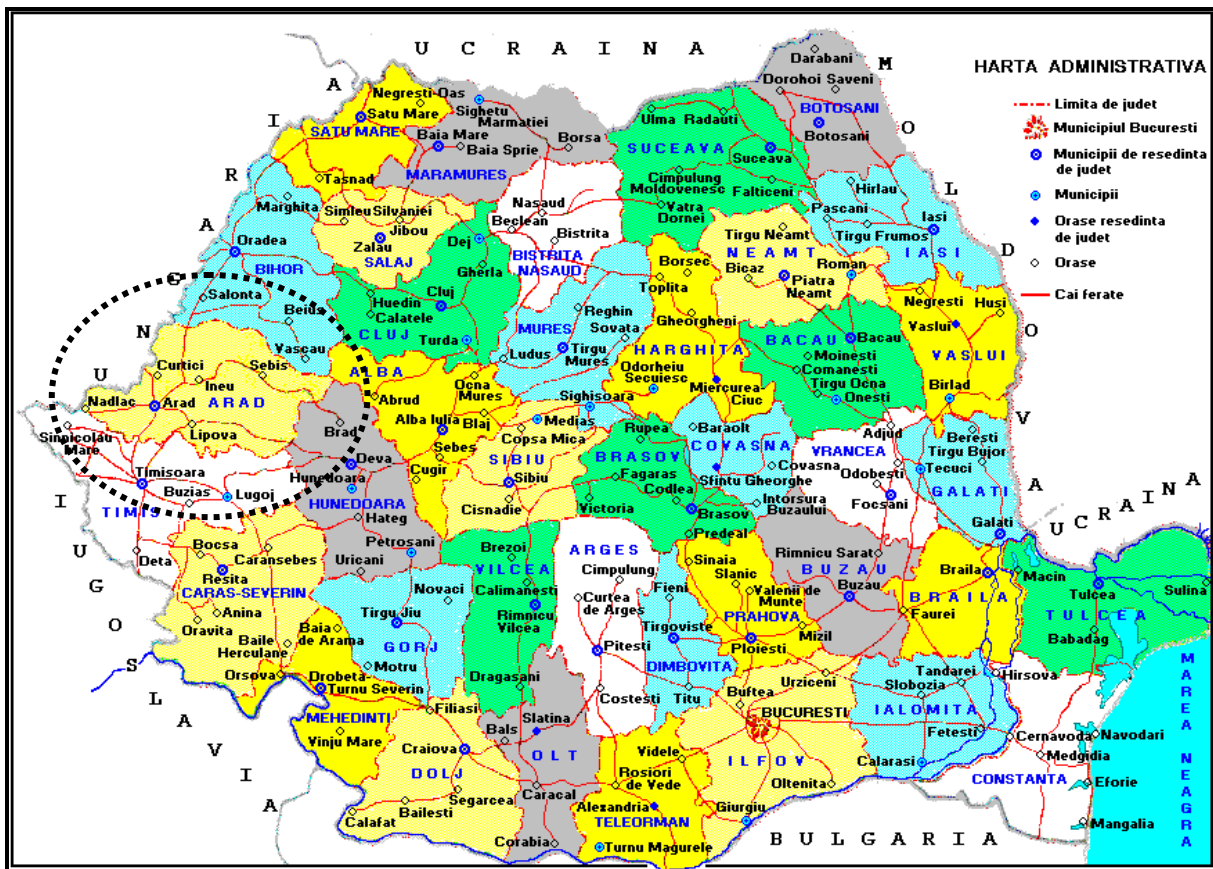 UCRAINA
MOLDOVA
UNGARIA
IUGOSLAVIA
BULGARIA
UCRAINA
MAREA NEAGRA
HARTA ADMINISTRATIVA
Limita de judet
Municipiul Bucuresti
Municipii de resedinta
de judet
Municipii
Orase resedinta
de judet
Orase
Cai ferate
Darabani
Dorohoi Saveni
BOTOSANI
Botosani
Negresti Oas
Satu Mare
SATU MARE
Tasnad
Sighetu
Marmatiei
Baia Mare
Baia Sprie
Borsa
MARAMURES
Ulma Radauti
SUCEAVA
Suceava
Cimpulung
Moldovenesc
Falticeni
Vatra
Dornei
Hirlau
Pascani
Iasi
Tirgu Frumos
IASI
Marghita
Oradea
BIHOR
Salonta
Beius
Vascau
Simleu Silvaniei
Jibou
Zalau
SALAJ
Nasaud
Beclean
Bistrita
BISTRITA
NASAUD
Dej
Gherla
Cluj
Huedin
Calatele
CLUJ
Turda
Tirgu Neamt
NEAMT
Roman
Bicaz
Piatra
Neamt
Borsec
Toplita
Gheorgheni
HARGHITA
Odorheiu
Secuiesc
Miercurea-
Ciuc
Reghin
Sovata
MURES
Ludus
Tirgu
Mures
Sighisoara
Negresti
Husi
Vaslui
VASLUI
Birlad
Bacau
BACAU
Moinesti
Comanesti
Tirgu Ocna
Onesti
Curtici
Sebis
Ineu
Nadlac
Arad
ARAD
Lipova
ALBA
Abrud
Ocna
Mures
Alba Iulia
Blaj
Sebes
Cugir
Brad
Deva
Hunedoara
HUNEDOARA
Hateg
Petrosani
Uricani
Sinnicolau
Mare
Timisoara
Buzias
Lugoj
TIMIS
Deta
Medias
Copsa Mica
SIBIU
Sibiu
Cisnadie
Rupea
BRASOV
Fagaras
Codlea
Victoria
Brasov
Predeal
Baraolt
COVASNA
Covasna
Sfintu Gheorghe
Intorsura
Buzaului
Adjud
VRANCEA
Odobesti
Focsani
Beresti
Tirgu Bujor
Tecuci
GALATI
Galati
Bocsa
Caransebes
Resita
CARAS-SEVERIN
Anina
Oravita
Baile
Herculane
Orsova
Baia
de Arama
Drobeta
Turnu Severin
MEHEDINTI
Vinju Mare
Novaci
Tirgu Jiu
GORJ
Motru
Brezoi
VILCEA
Calimanesti
Rimnicu
Vilcea
Dragasani
ARGES
Cimpulung
Curtea
de Arges
Pitesti
Costesti
Fieni
Tirgoviste
DIMBOVITA
Titu
Sinaia
Slanic
Valenii de
Munte
PRAHOVA
Mizil
Ploiesti
Rimnicu Sarat
BUZAU
Buzau
Braila
BRAILA
Faurei
Macin
Tulcea
Sulina
TULCEA
Babadag
Filiasi
Craiova
DOLJ
Segarcea
Bailesti
Calafat
Slatina
Bals
OLT
Caracal
Corabia
Videle
Rosiori
de Vede
Alexandria
TELEORMAN
Turnu Magurele
Urziceni
Buftea
BUCURESTI
ILFOV
Oltenita
Giurgiu
Tandarei
Slobozia
IALOMITA
Fetesti
Calarasi
Hirsova
Cernavoda
Navodari
Medgidia
CONSTANTA
Eforie
Mangalia